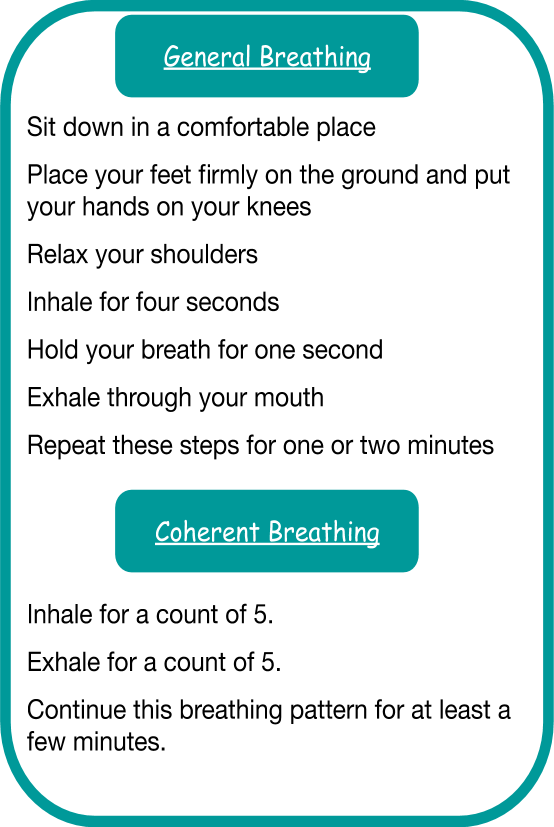 General Breathing
Sit down in a comfortable place
Place your feet firmly on the ground and put
your hands on your knees
Relax your shoulders
Inhale for four seconds
Hold your breath for one second
Exhale through your mouth
Repeat these steps for one or two minutes
Coherent Breathing
Inhale for a count of 5.
Exhale for a count of 5.
Continue this breathing pattern for at least a
few minutes.